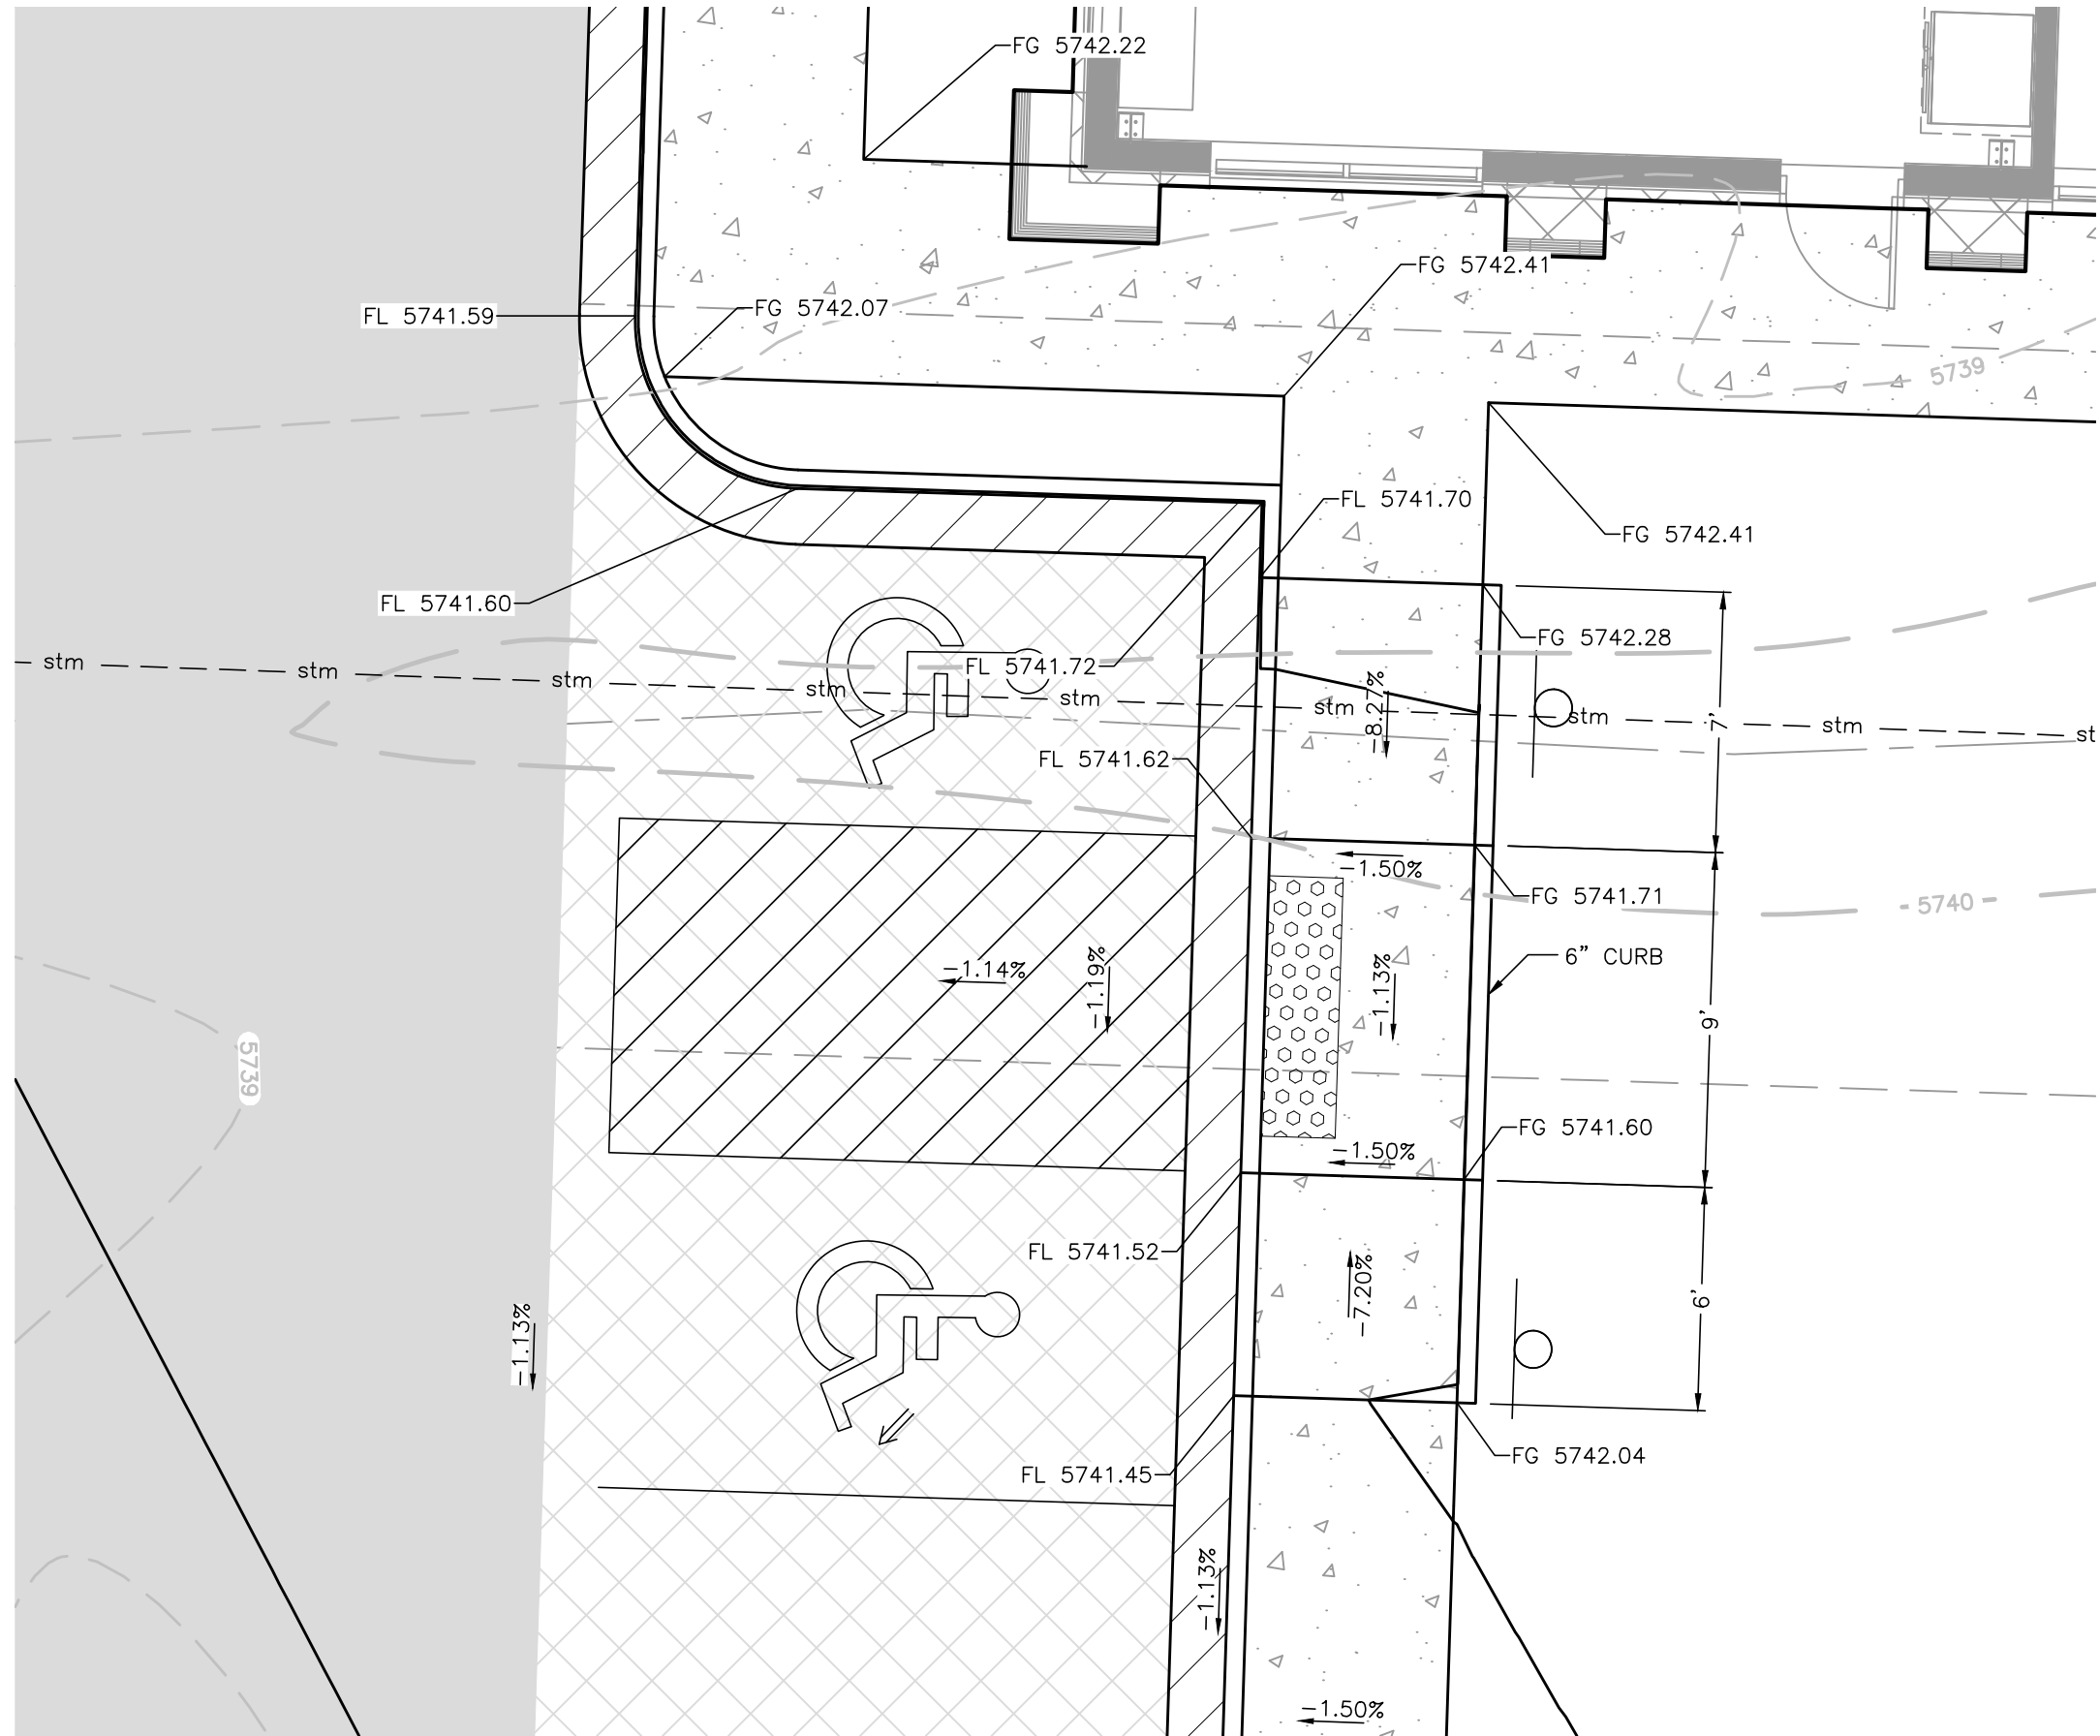 FG 5742.22
FG 5742.41
FL 5741.59
FG 5742.07
5739
FL 5741.70
FG 5742.41
FL 5741.60
FG 5742.28
FL 5741.72
stm
stm
stm
stm
stm
stm
stm
stm
st
-8.27%
7'
FL 5741.62
-1.50%
FG 5741.71
5740
6" CURB
-1.14%
-1.19%
-1.13%
9'
5739
FG 5741.60
-1.50%
FL 5741.52
-7.20%
6'
-1.13%
FG 5742.04
FL 5741.45
-1.13%
-1.50%